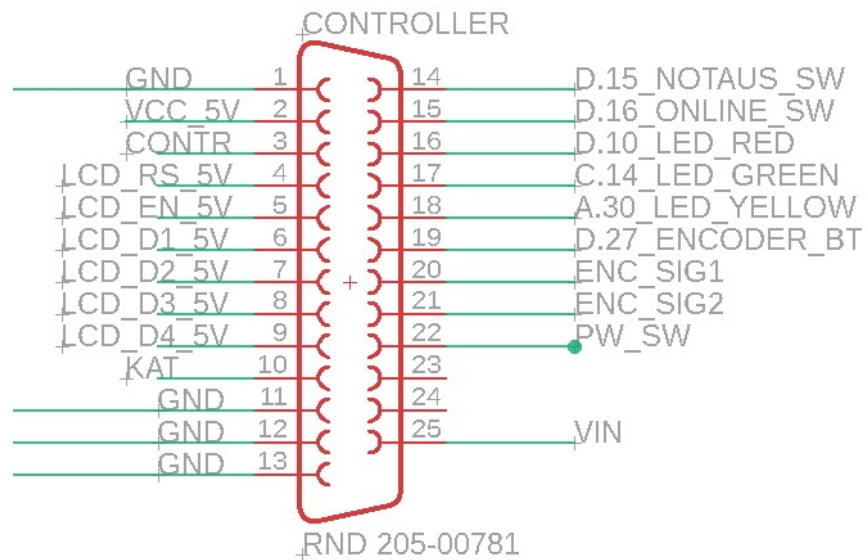 CONTROLLER
GND 1 14 D.15_NOTAUS_SW
VCC_5V 2 15 D.16_ONLINE_SW
CONTR 3 16 D.10_LED_RED
LCD_RS_5V 4 17 C.14_LED_GREEN
LCD_EN_5V 5 18 A.30_LED_YELLOW
LCD_D1_5V 6 19 D.27_ENCODER_BT
LCD_D2_5V 7 20 ENC_SIG1
LCD_D3_5V 8 21 ENC_SIG2
LCD_D4_5V 9 22 PW_SW
KAT 10 23
GND 11 24
GND 12 25 VIN
GND 13
RND 205-00781